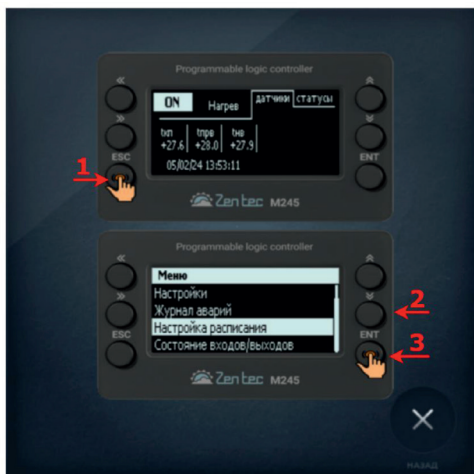 Programmable logic controller
«
ON Нагрев датчики статусы
»
txп tпрв tнв
+27.6 +28.0 +27.9
ESC ENT
05/02/24 13:53:11
1
Zentec M245
Programmable logic controller
«
Меню
Настройки
» Журнал аварий 2
Настройка расписания
ESC ENT 3
Состояние входов/выходов
Zentec M245
НАЗАД